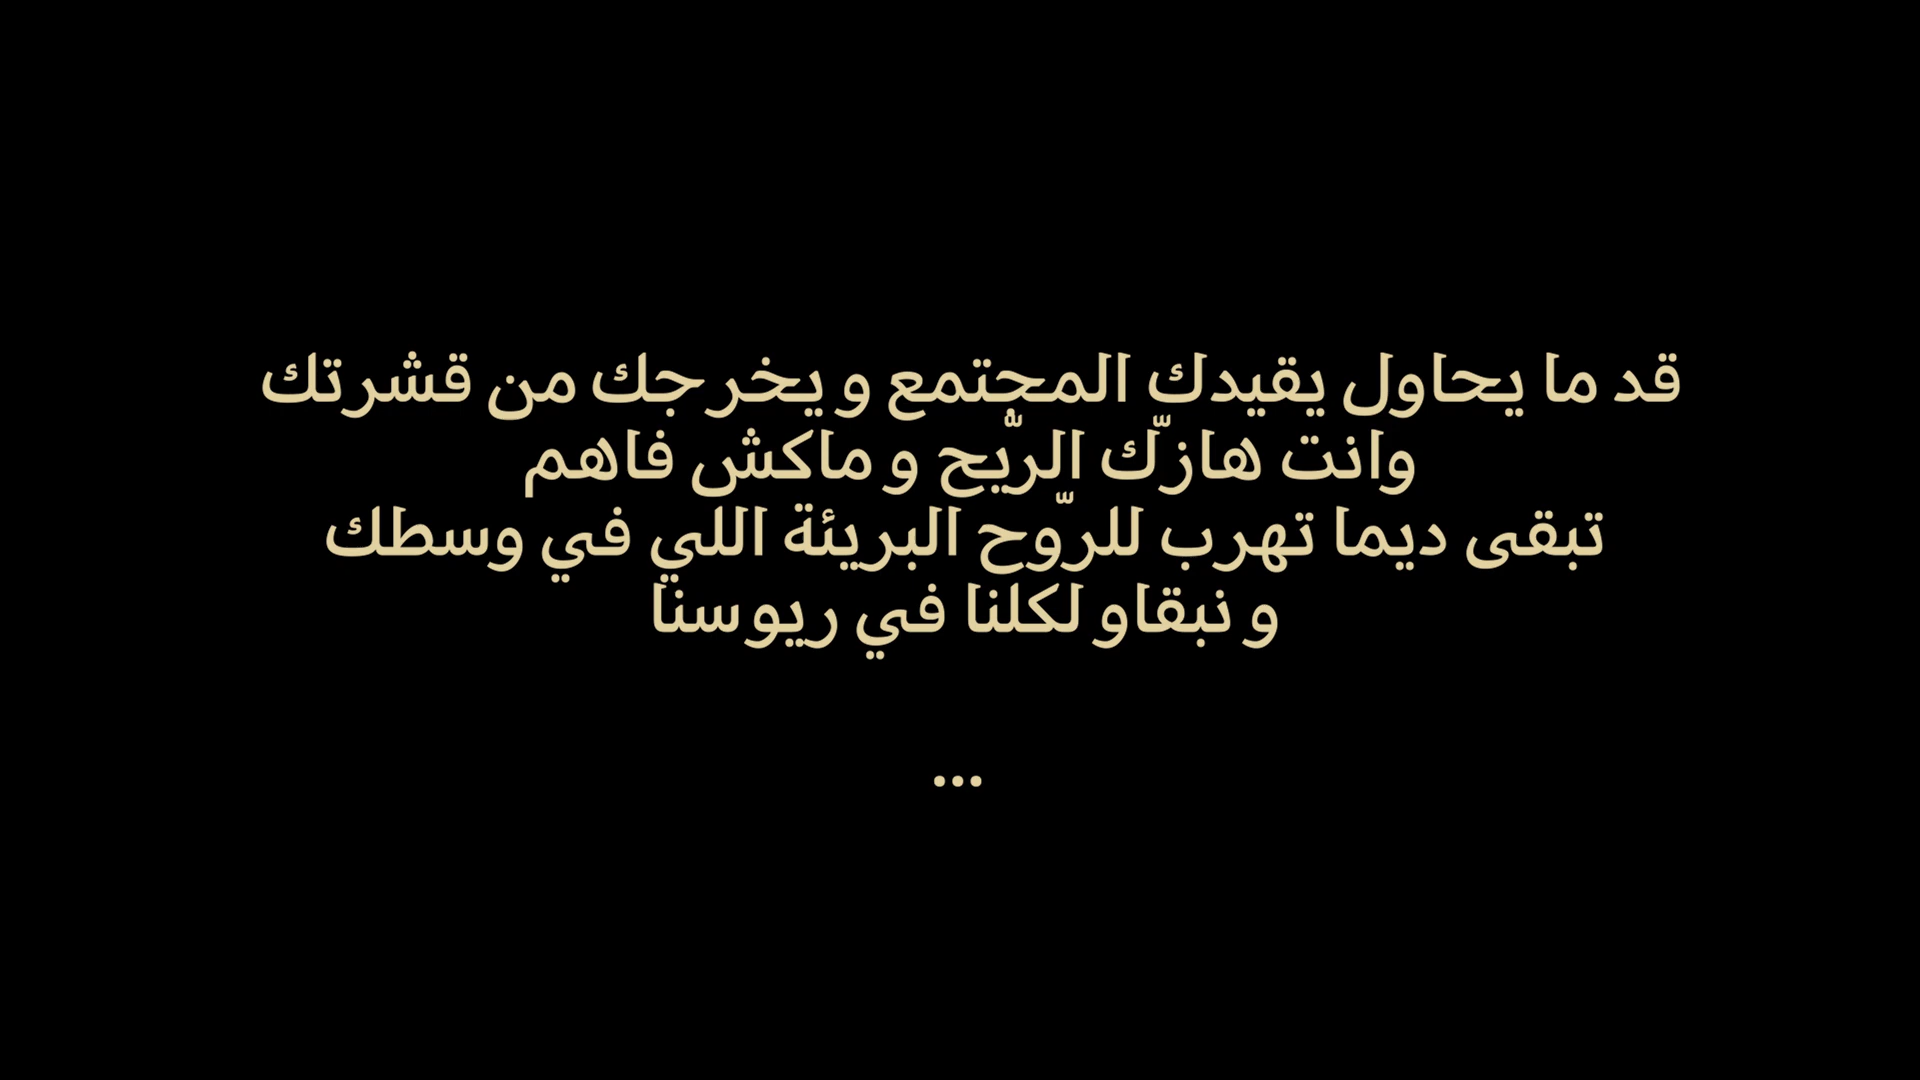 قد ما يحاول يقيدك المجتمع و يخرجك من قشرتك
وانت هازّك الرّيح و ماكش فاهم
تبقى ديما تهرب للرّوح البريئة اللي في وسطك
و نبقاو لكلنا في ريوسنا
...